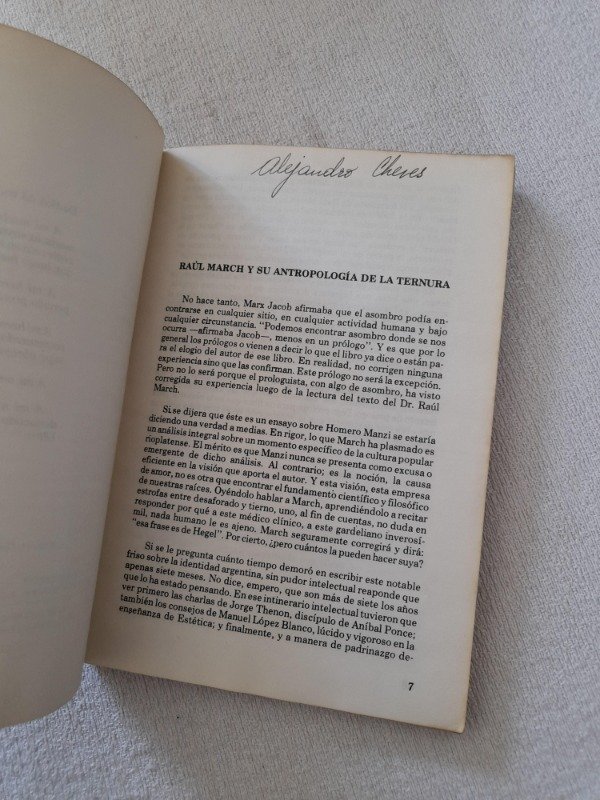 Alejandro Cheves
RAÚL MARCH Y SU ANTROPOLOGÍA DE LA TERNURA
No hace tanto, Marx Jacob afirmaba que el asombro podía en-
contrarse en cualquier sitio, en cualquier actividad humana y bajo
cualquier circunstancia. “Podemos encontrar asombro donde se nos
ocurra —afirmaba Jacob—, menos en un prólogo”. Y es que por lo
general los prólogos o vienen a decir lo que el libro ya dice o están pa-
ra el elogio del autor de ese libro. En realidad, no corrigen ninguna
experiencia sino que las confirman. Este prólogo no será la excepción.
Pero no lo será porque el prologuista, con algo de asombro, ha visto
corregida su experiencia luego de la lectura del texto del Dr. Raúl
March.
Si se dijera que éste es un ensayo sobre Homero Manzi se estaría
diciendo una verdad a medias. En rigor, lo que March ha plasmado es
un análisis integral sobre un momento específico de la cultura popular
rioplatense. El mérito es que Manzi nunca se presenta como excusa o
emergente de dicho análisis. Al contrario; es la noción, la causa
eficiente en la visión que aporta el autor. Y esta visión, esta empresa
de amor, no es otra que encontrar el fundamento científico y filosófico
de nuestras raíces. Oyéndolo hablar a March, aprendiéndolo a recitar
estrofas entre desaforado y tierno, uno, al fin de cuentas, no duda en
responder por qué a este médico clínico, a este gardeliano inverosí-
mil, nada humano le es ajeno. March seguramente corregirá y dirá:
“esa frase es de Hegel”. Por cierto, ¿pero cuántos la pueden hacer suya?
Si se le pregunta cuánto tiempo demoró en escribir este notable
friso sobre la identidad argentina, sin pudor intelectual responde que
apenas siete meses. No dice, empero, que son más de siete los años
que lo ha estado pensando. En ese intinerario intelectual tuvieron que
ver primero las charlas de Jorge Thenon, discípulo de Aníbal Ponce;
también los consejos de Manuel López Blanco, lúcido y vigoroso en la
enseñanza de Estética; y finalmente, y a manera de padrinazgo de-
7